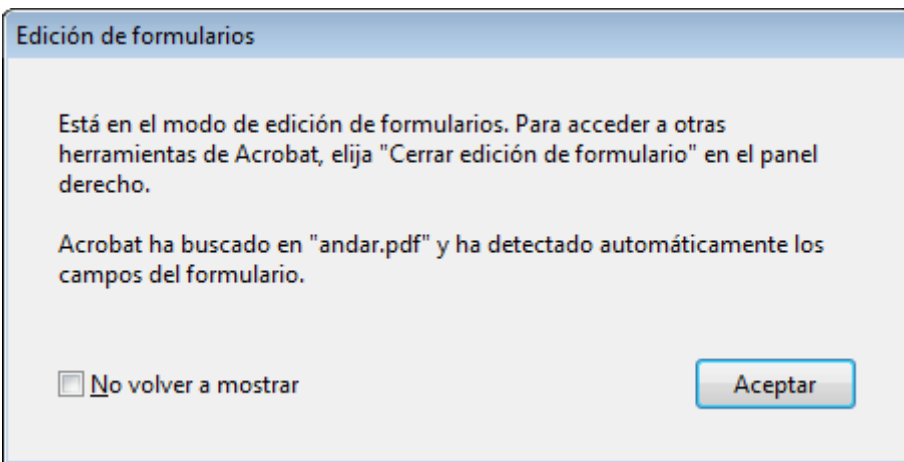 Edición de formularios
Está en el modo de edición de formularios. Para acceder a otras
herramientas de Acrobat, elija "Cerrar edición de formulario" en el panel
derecho.
Acrobat ha buscado en "andar.pdf" y ha detectado automáticamente los
campos del formulario.
No volver a mostrar
Aceptar